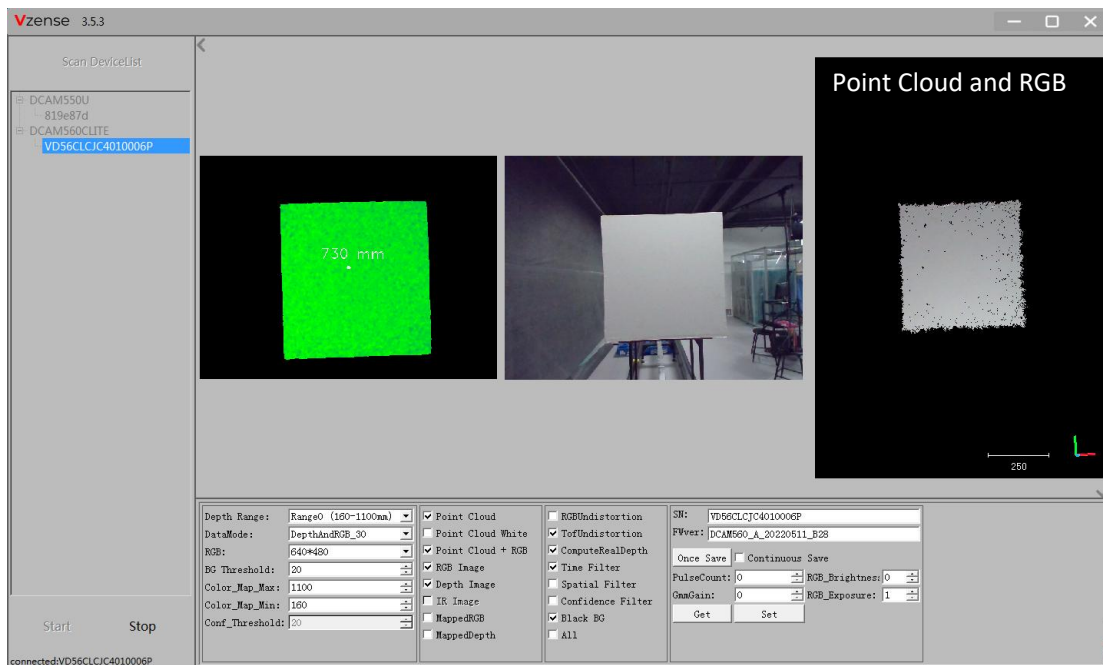 Vzense 3.5.3
Scan DeviceList
DCAM550U
819e87d
DCAM560CLITE
VD56CLCJC4010006P
730 mm
Point Cloud and RGB
250
Depth Range: Range0 (160-1100mm)
DataMode: DepthAndRGB_30
RGB: 640*480
BG Threshold: 20
Color_Map_Max: 1100
Color_Map_Min: 160
Conf_Threshold: 20
Point Cloud
Point Cloud White
Point Cloud + RGB
RGB Image
Depth Image
IR Image
MappedRGB
MappedDepth
RGBUndistortion
TofUndistortion
ComputeRealDepth
Time Filter
Spatial Filter
Confidence Filter
Black BG
All
SN: VD56CLCJC4010006P
FWver: DCAM560_A_20220511_B28
Once Save Continuous Save
PulseCount: 0 RGB_Brightnes: 0
GmmGain: 0 RGB_Exposure: 1
Get Set
Start Stop
connected:VD56CLCJC4010006P